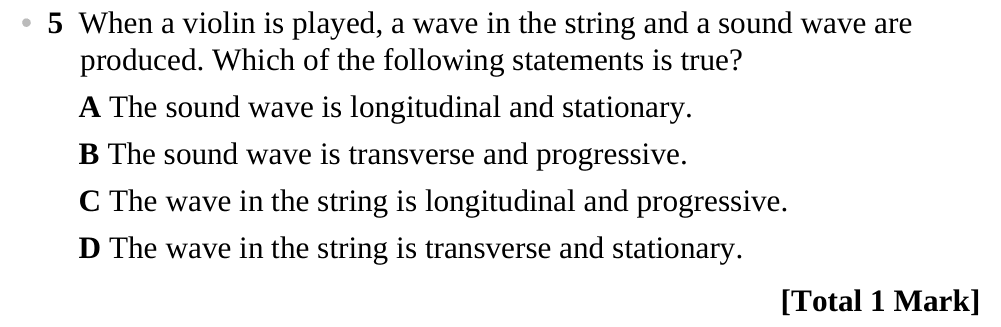 • 5 When a violin is played, a wave in the string and a sound wave are
produced. Which of the following statements is true?
A The sound wave is longitudinal and stationary.
B The sound wave is transverse and progressive.
C The wave in the string is longitudinal and progressive.
D The wave in the string is transverse and stationary.
[Total 1 Mark]